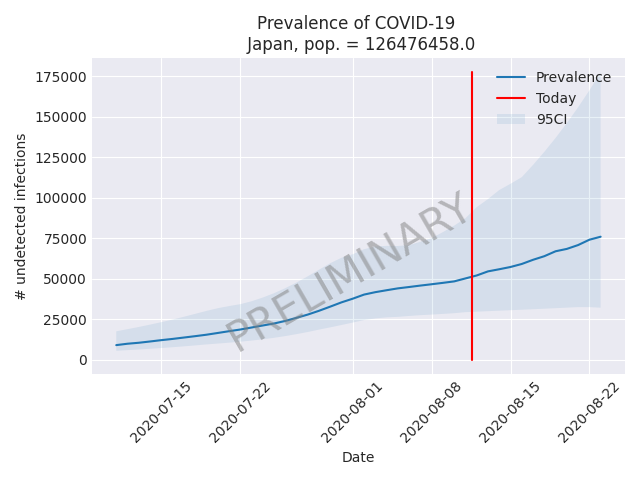 Prevalence of COVID-19
Japan, pop. = 126476458.0
175000
150000
125000
100000
75000
50000
25000
0
# undetected infections
Prevalence
Today
95CI
PRELIMINARY
2020-07-15
2020-07-22
2020-08-01
2020-08-08
2020-08-15
2020-08-22
Date